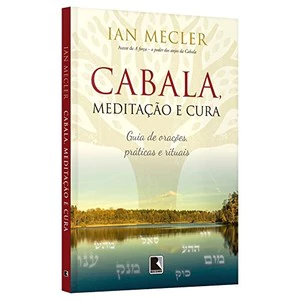 IAN MECLER
Autor de A força – o poder dos anjos da Cabala
CABALA,
MEDITAÇÃO E CURA
Guia de orações,
práticas e rituais
CABALA, MEDITAÇÃO E CURA
IAN MECLER